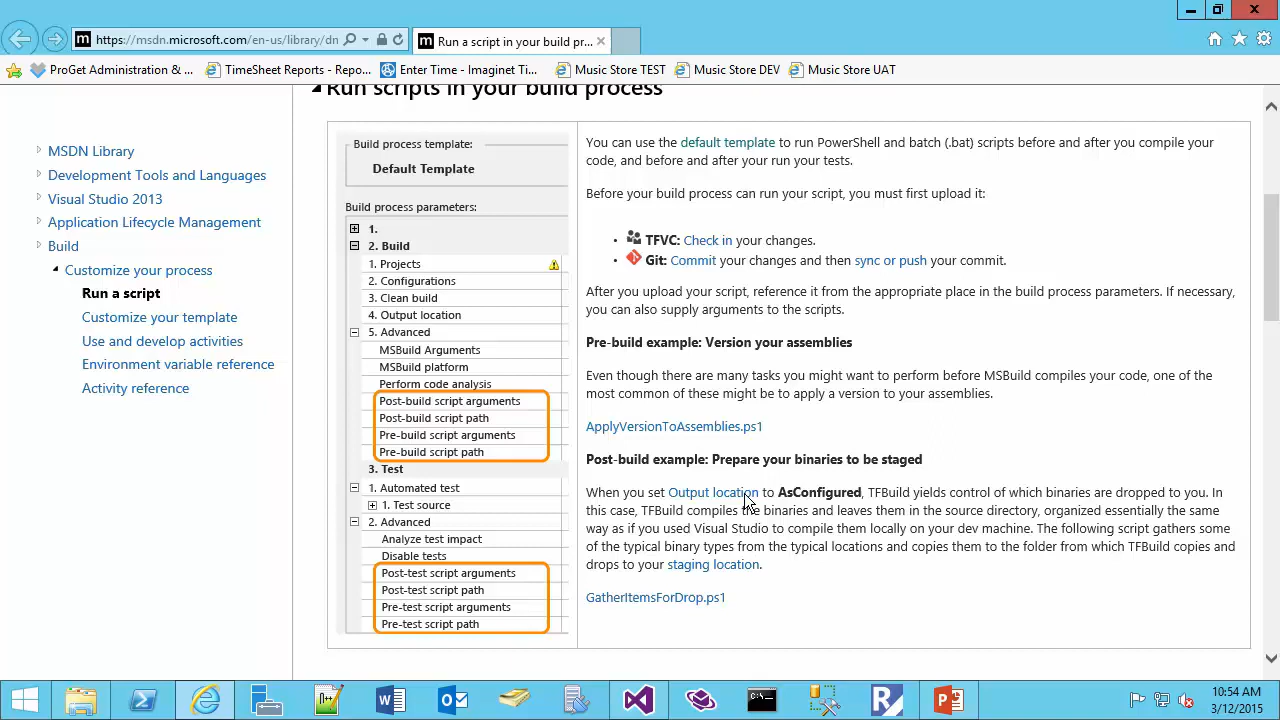 https://msdn.microsoft.com/en-us/library/dn
Run a script in your build pr...
ProGet Administration & ...
TimeSheet Reports - Repo...
Enter Time - Imaginet Ti...
Music Store TEST
Music Store DEV
Music Store UAT
MSDN Library
Development Tools and Languages
Visual Studio 2013
Application Lifecycle Management
Build
Customize your process
Run a script
Customize your template
Use and develop activities
Environment variable reference
Activity reference
Run scripts in your build process
Build process template:
Default Template
Build process parameters:
1.
2. Build
1. Projects
2. Configurations
3. Clean build
4. Output location
5. Advanced
MSBuild Arguments
MSBuild platform
Perform code analysis
Post-build script arguments
Post-build script path
Pre-build script arguments
Pre-build script path
3. Test
1. Automated test
1. Test source
2. Advanced
Analyze test impact
Disable tests
Post-test script arguments
Post-test script path
Pre-test script arguments
Pre-test script path
You can use the default template to run PowerShell and batch (.bat) scripts before and after you compile your
code, and before and after your run your tests.
Before your build process can run your script, you must first upload it:
• TFVC: Check in your changes.
• Git: Commit your changes and then sync or push your commit.
After you upload your script, reference it from the appropriate place in the build process parameters. If necessary,
you can also supply arguments to the scripts.
Pre-build example: Version your assemblies
Even though there are many tasks you might want to perform before MSBuild compiles your code, one of the
most common of these might be to apply a version to your assemblies.
ApplyVersionToAssemblies.ps1
Post-build example: Prepare your binaries to be staged
When you set Output location to AsConfigured, TFBuild yields control of which binaries are dropped to you. In
this case, TFBuild compiles the binaries and leaves them in the source directory, organized essentially the same
way as if you used Visual Studio to compile them locally on your dev machine. The following script gathers some
of the typical binary types from the typical locations and copies them to the folder from which TFBuild copies and
drops to your staging location.
GatherItemsForDrop.ps1
10:54 AM
3/12/2015